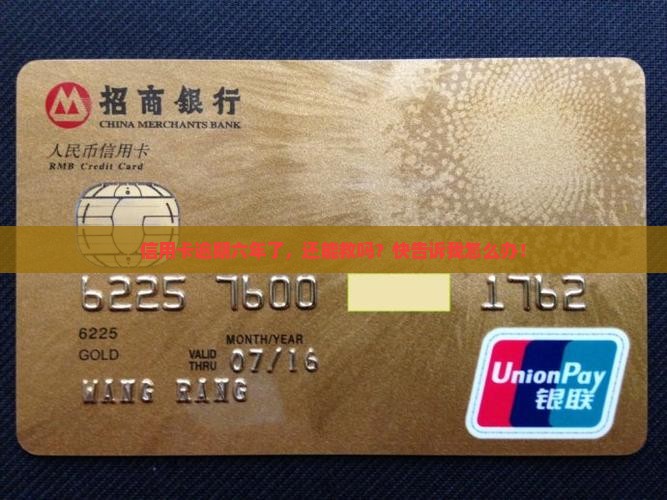 招商银行
CHINA MERCHANTS BANK
人民币信用卡
RMB Credit Card
信用卡逾期六年了，还能救吗？快告诉我怎么办！
6225 7600 1762
6225
MONTH/YEAR
GOLD VALID THRU 07/16
WANG RANG
UnionPay
银联